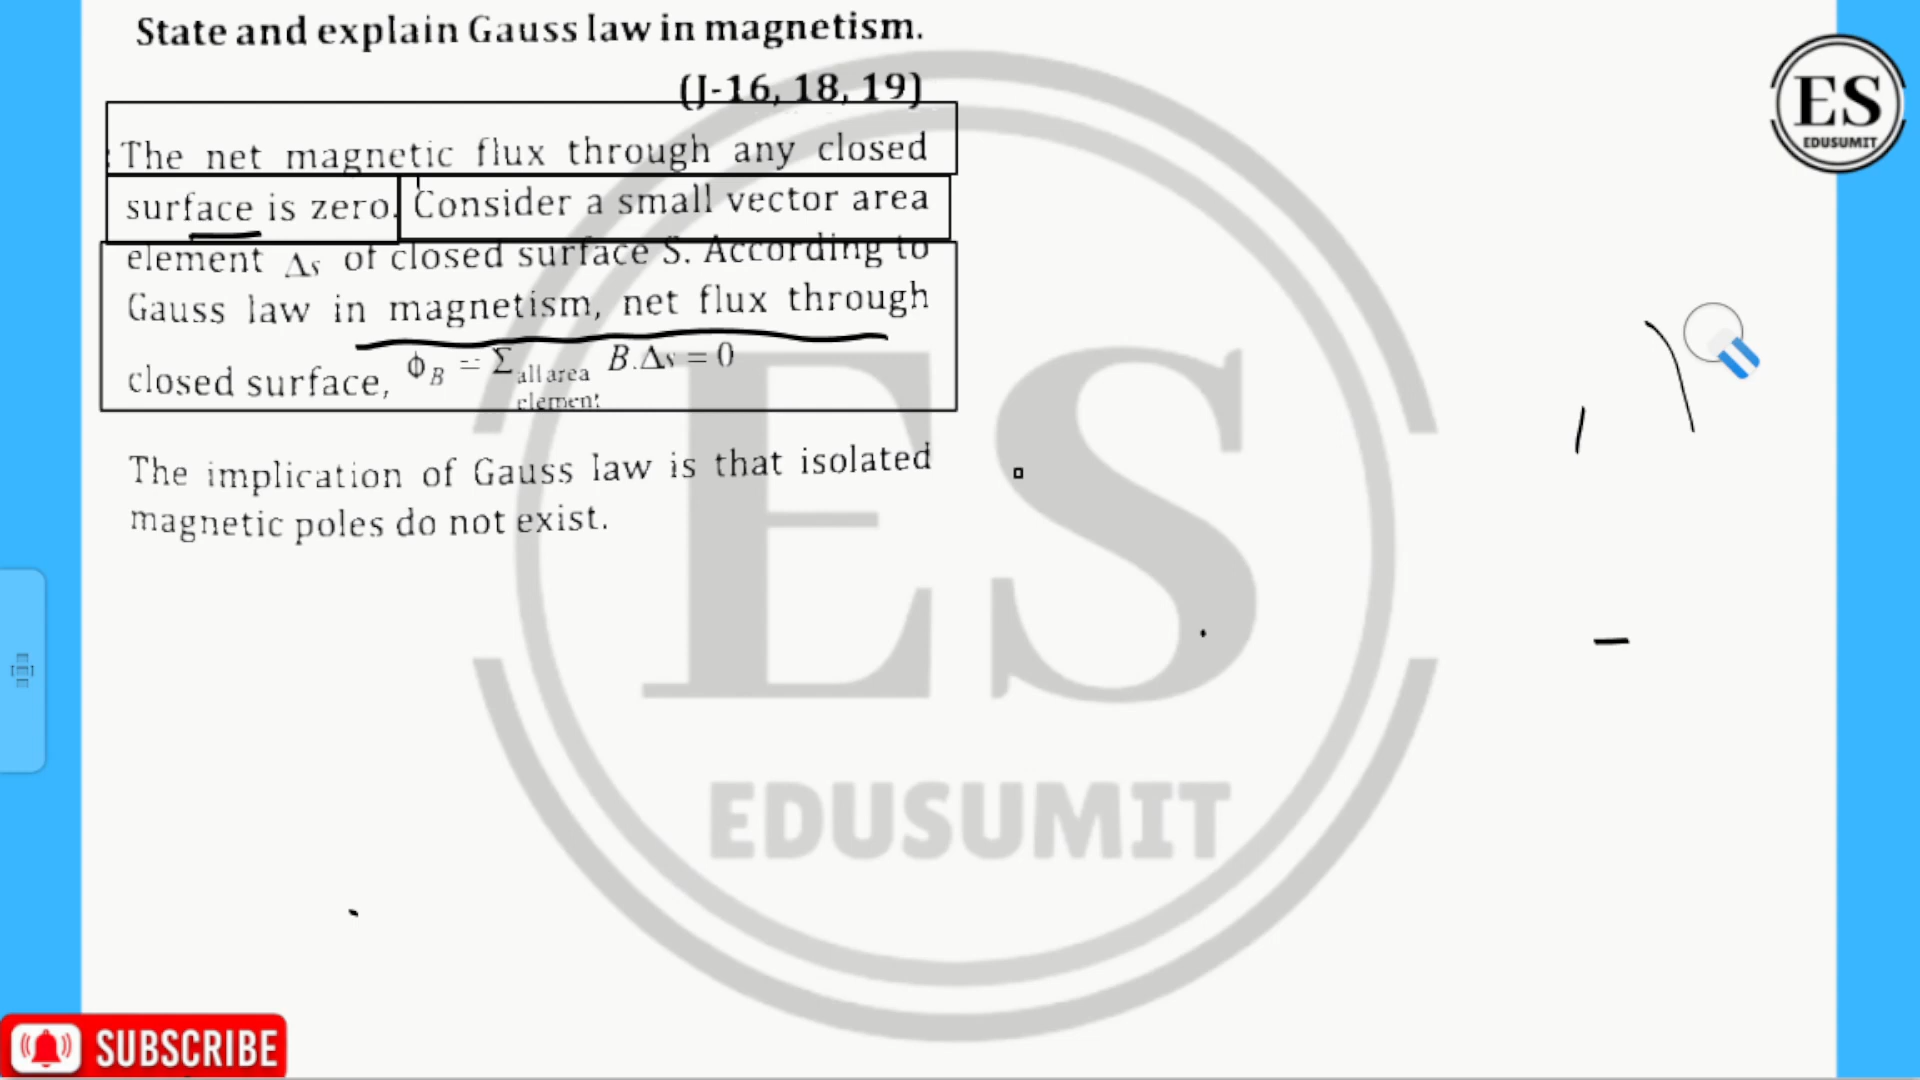 State and explain Gauss law in magnetism.
(J-16, 18, 19)
The net magnetic flux through any closed
surface is zero. Consider a small vector area
element Δs of closed surface S. According to
Gauss law in magnetism, net flux through
closed surface, ϕB = Σ all area element B.Δs = 0
The implication of Gauss law is that isolated
magnetic poles do not exist.
ES
EDUSUMIT
ES
EDUSUMIT
SUBSCRIBE